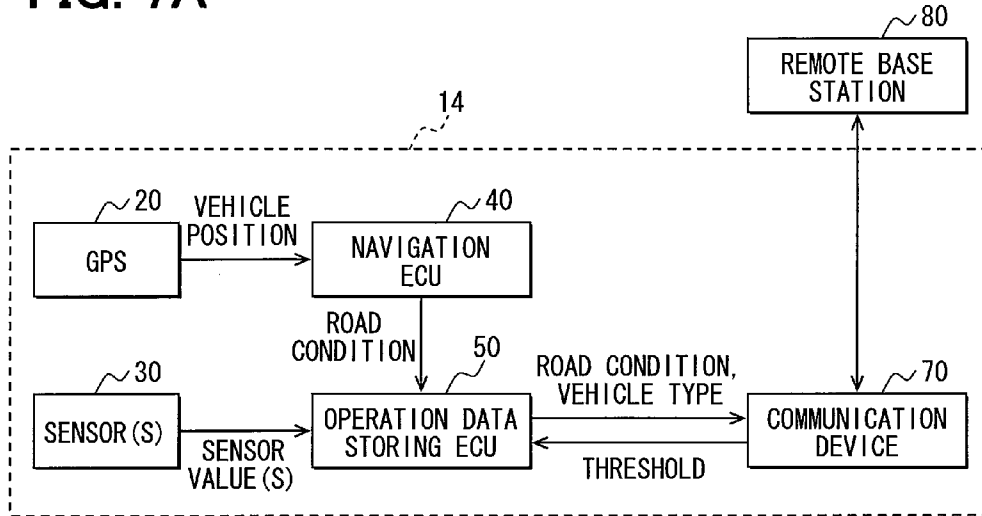 FIG. 7A
80
REMOTE BASE
STATION
14
20
VEHICLE
POSITION
40
GPS
NAVIGATION
ECU
ROAD
CONDITION
30
50
ROAD CONDITION,
VEHICLE TYPE
70
SENSOR(S)
SENSOR
VALUE(S)
OPERATION DATA
STORING ECU
THRESHOLD
COMMUNICATION
DEVICE